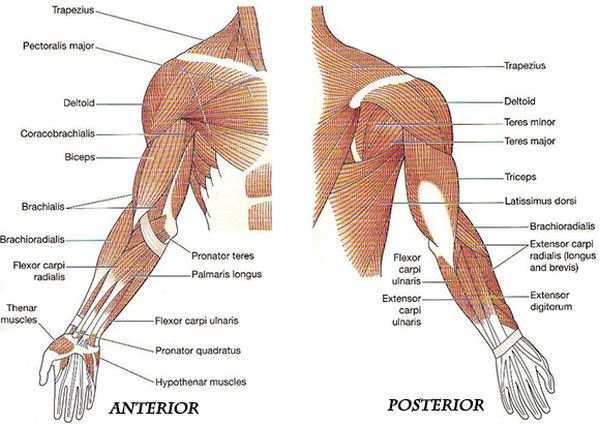 Trapezius
Pectoralis major
Deltoid
Coracobrachialis
Biceps
Brachialis
Brachioradialis
Flexor carpi
radialis
Thenar
muscles
Pronator teres
Palmaris longus
Flexor carpi ulnaris
Pronator quadratus
Hypothenar muscles
ANTERIOR
Trapezius
Deltoid
Teres minor
Teres major
Triceps
Latissimus dorsi
Brachioradialis
Extensor carpi
radialis (longus
and brevis)
Extensor
digitorum
Flexor
carpi
ulnaris
Extensor
carpi
ulnaris
POSTERIOR